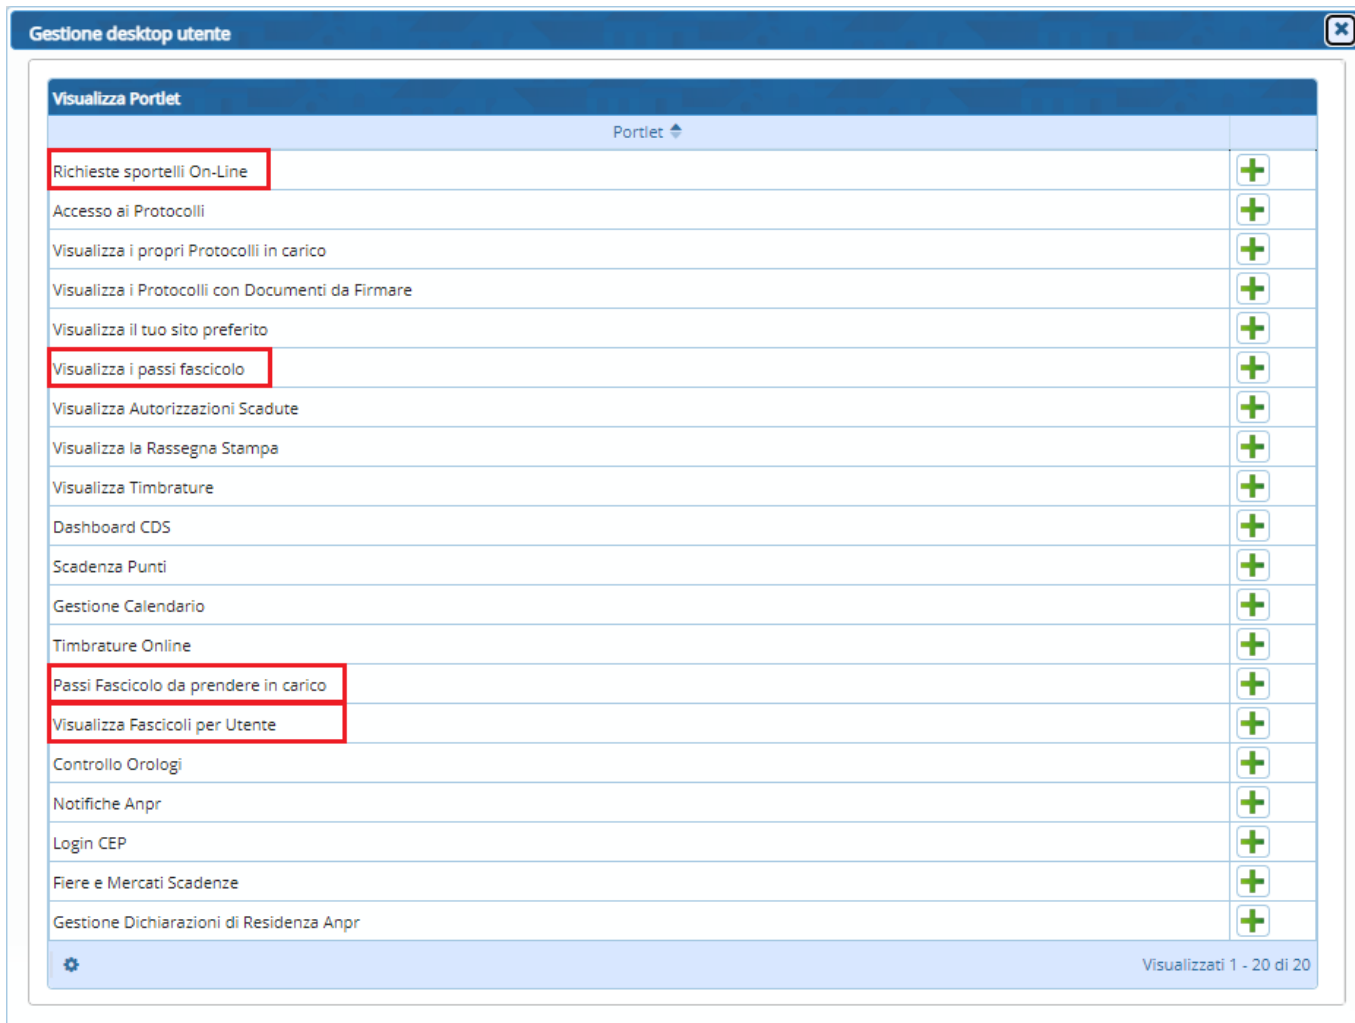 Gestione desktop utente
Visualizza Portlet
Portlet
Richieste sportelli On-Line
Accesso ai Protocolli
Visualizza i propri Protocolli in carico
Visualizza i Protocolli con Documenti da Firmare
Visualizza il tuo sito preferito
Visualizza i passi fascicolo
Visualizza Autorizzazioni Scadute
Visualizza la Rassegna Stampa
Visualizza Timbrature
Dashboard CDS
Scadenza Punti
Gestione Calendario
Timbrature Online
Passi Fascicolo da prendere in carico
Visualizza Fascicoli per Utente
Controllo Orologi
Notifiche Anpr
Login CEP
Fiere e Mercati Scadenze
Gestione Dichiarazioni di Residenza Anpr
Visualizzati 1 - 20 di 20